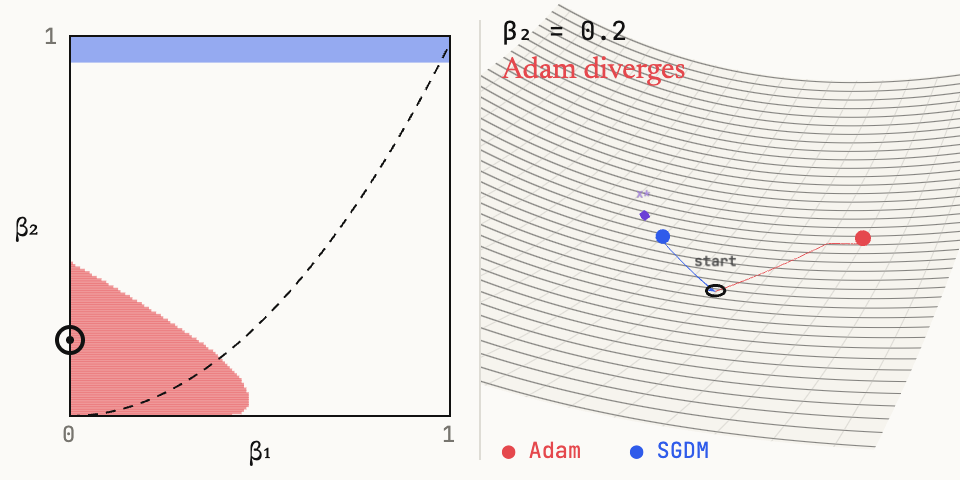 1
β₂
0
1
β₁
β₂ = 0.2
Adam diverges
x*
start
Adam
SGDM